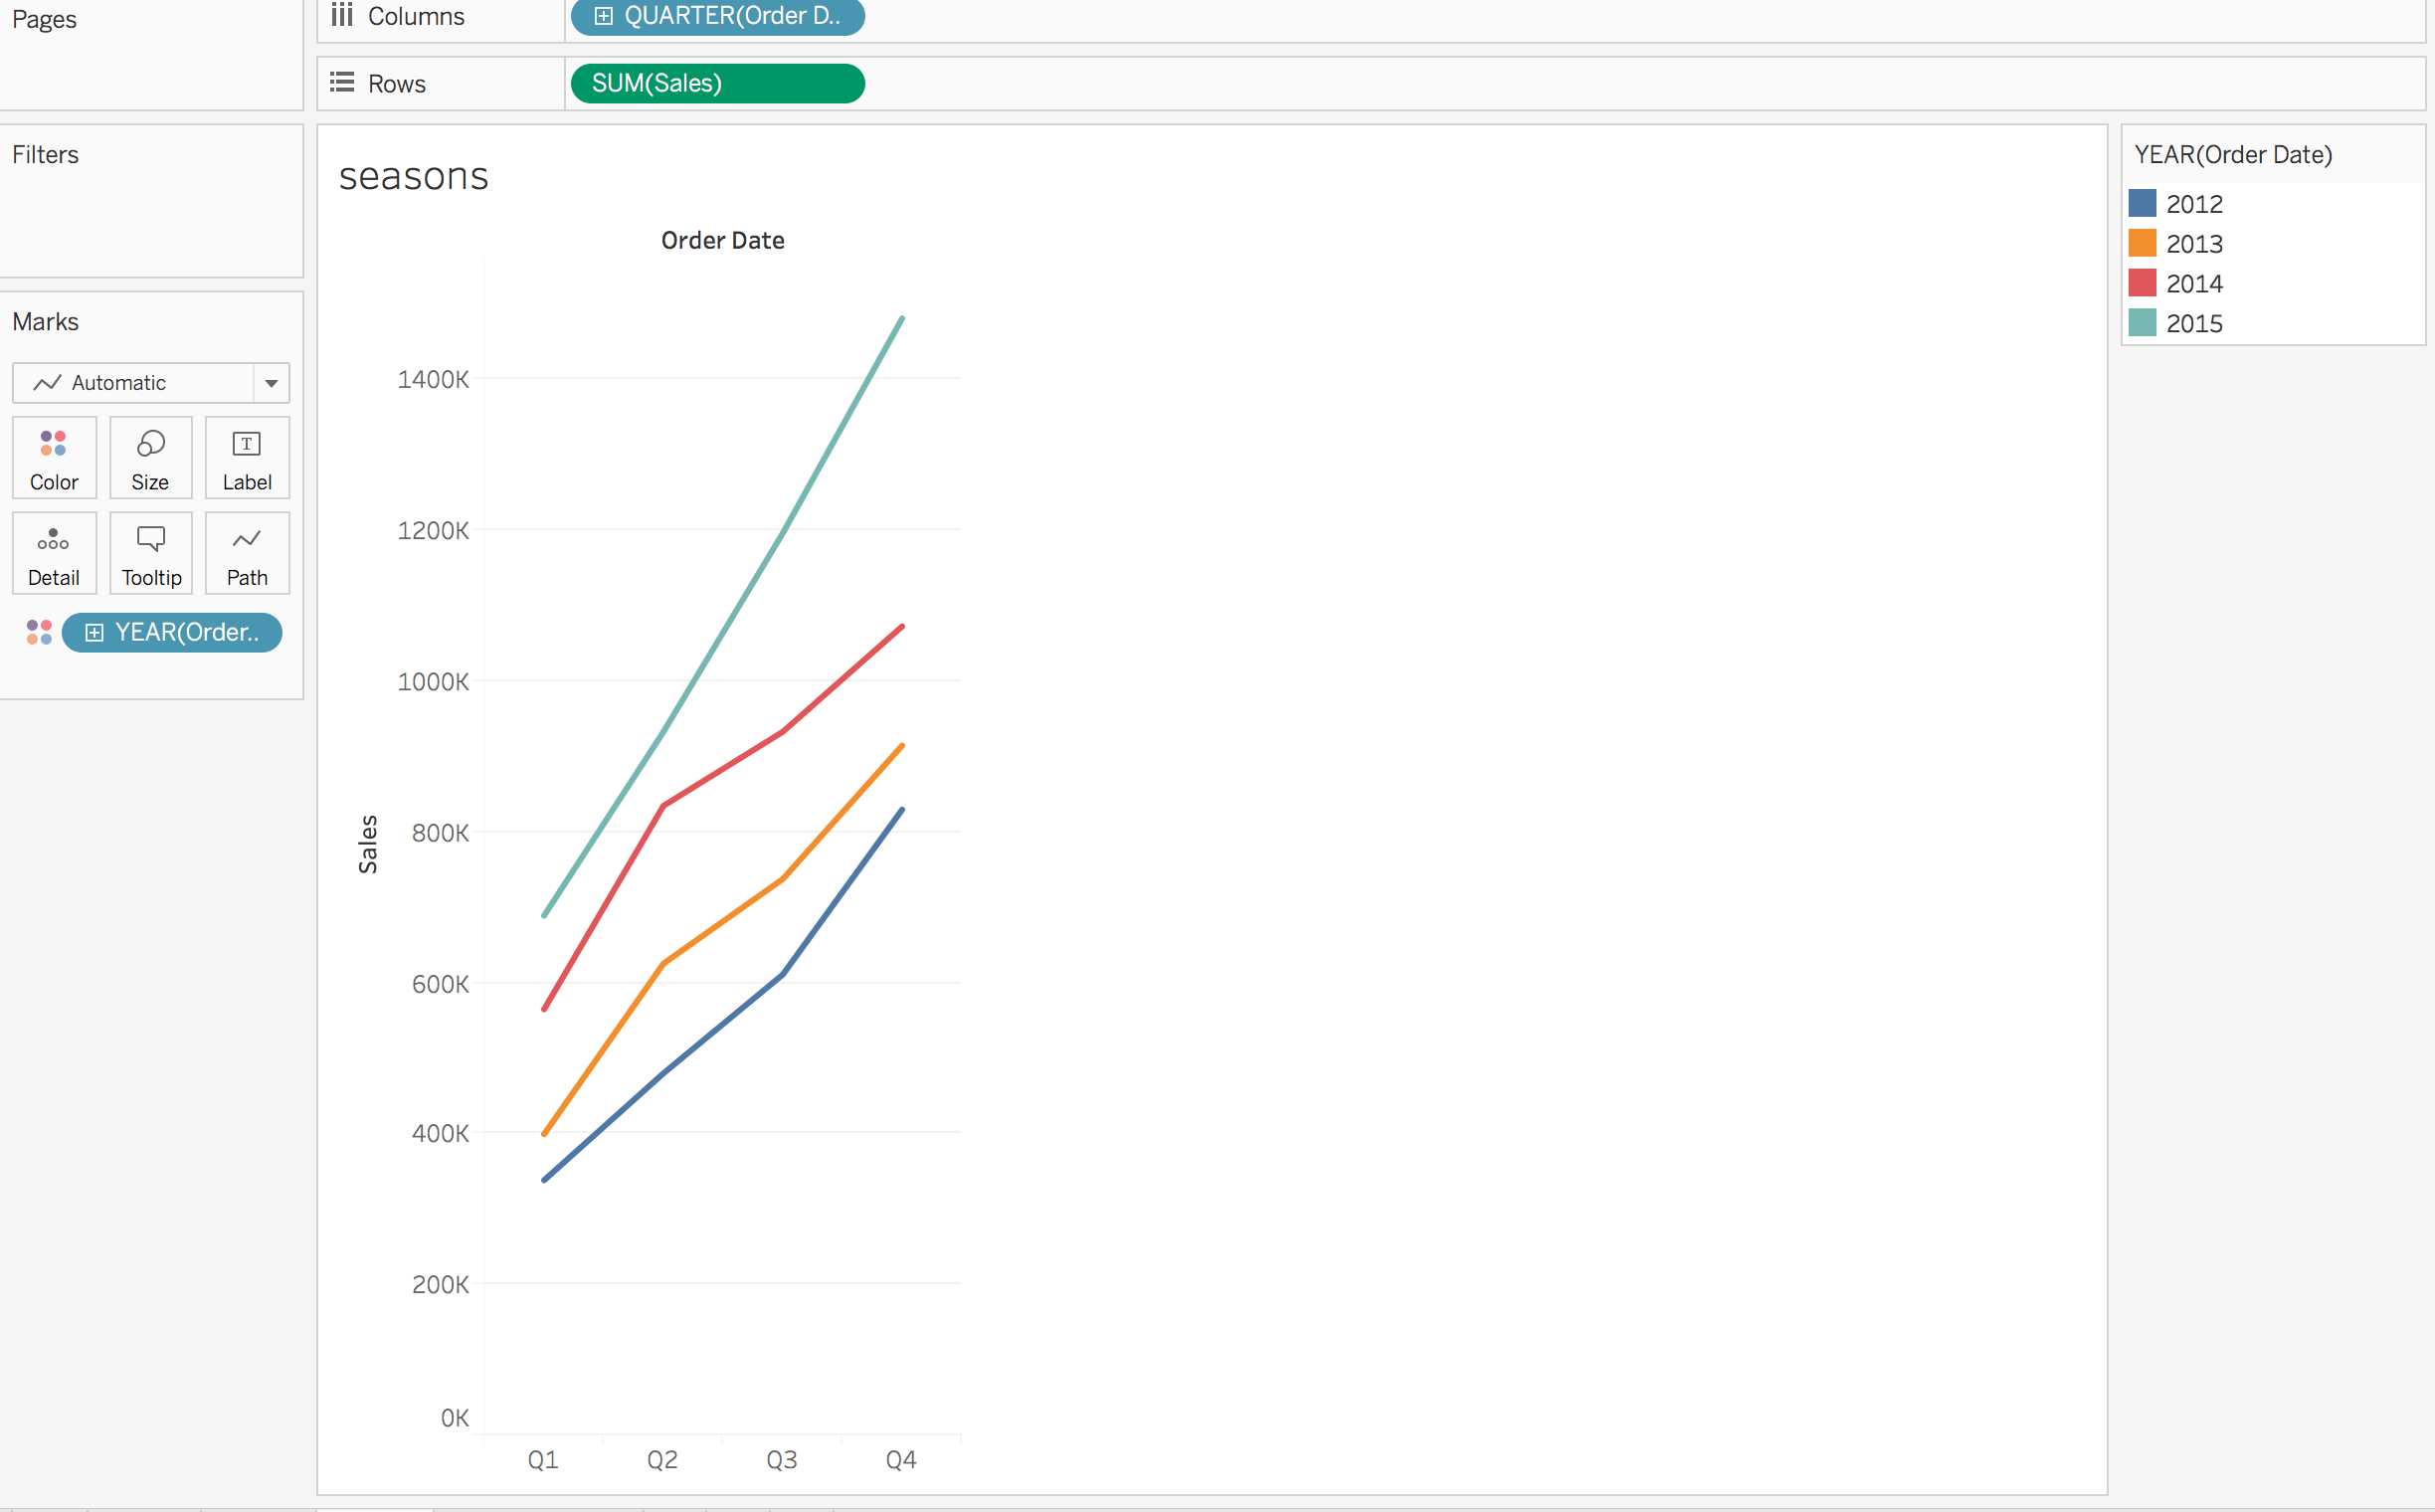 Pages
Columns
QUARTER(Order D..
Rows
SUM(Sales)
Filters
Marks
Automatic
Color
Size
Label
Detail
Tooltip
Path
YEAR(Order..
seasons
Order Date
1400K
1200K
1000K
800K
600K
400K
200K
0K
Sales
Q1 Q2 Q3 Q4
YEAR(Order Date)
2012
2013
2014
2015